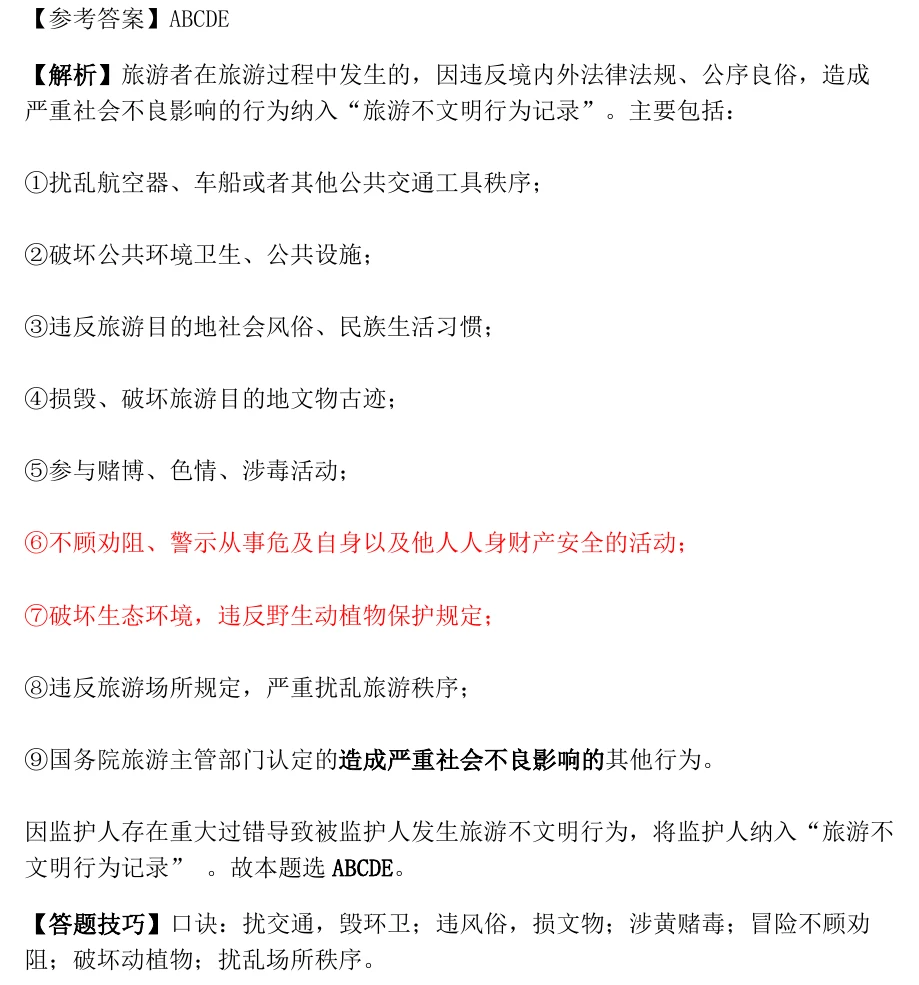 【参考答案】ABCDE
【解析】旅游者在旅游过程中发生的，因违反境内外法律法规、公序良俗，造成
严重社会不良影响的行为纳入“旅游不文明行为记录”。主要包括：
①扰乱航空器、车船或者其他公共交通工具秩序；
②破坏公共环境卫生、公共设施；
③违反旅游目的地社会风俗、民族生活习惯；
④损毁、破坏旅游目的地文物古迹；
⑤参与赌博、色情、涉毒活动；
⑥不顾劝阻、警示从事危及自身以及他人人身财产安全的活动；
⑦破坏生态环境，违反野生动植物保护规定；
⑧违反旅游场所规定，严重扰乱旅游秩序；
⑨国务院旅游主管部门认定的造成严重社会不良影响的其他行为。
因监护人存在重大过错导致被监护人发生旅游不文明行为，将监护人纳入“旅游不
文明行为记录” 。故本题选 ABCDE。
【答题技巧】口诀：扰交通，毁环卫；违风俗，损文物；涉黄赌毒；冒险不顾劝
阻；破坏动植物；扰乱场所秩序。